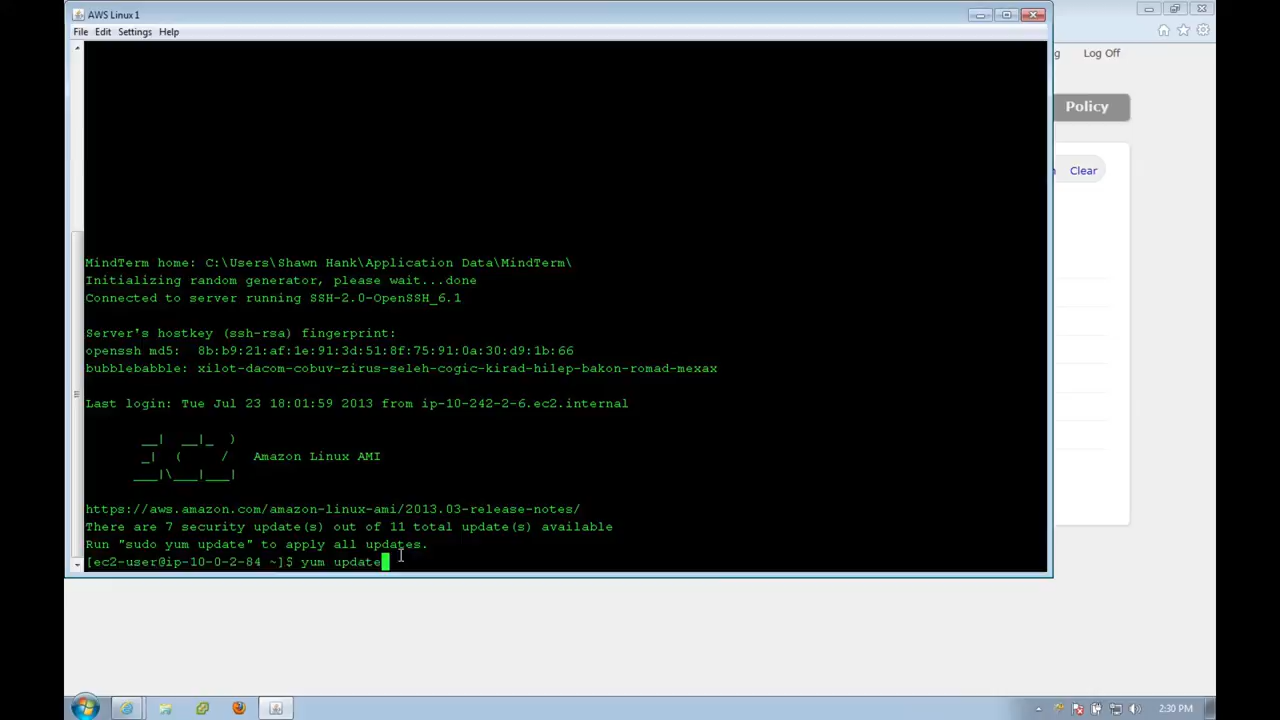 AWS Linux 1
File Edit Settings Help
Log Off
Policy
Clear
MindTerm home: C:\Users\Shawn Hank\Application Data\MindTerm\
Initializing random generator, please wait...done
Connected to server running SSH-2.0-OpenSSH_6.1
Server's hostkey (ssh-rsa) fingerprint:
openssh md5:  8b:b9:21:af:1e:91:3d:51:8f:75:91:0a:30:d9:1b:66
bubblebabble: xilot-dacom-cobuv-zirus-seleh-cogic-kirad-hilep-bakon-romad-mexax
Last login: Tue Jul 23 18:01:59 2013 from ip-10-242-2-6.ec2.internal
__|  __|_  )
_|  (     /   Amazon Linux AMI
___|\___|___|
https://aws.amazon.com/amazon-linux-ami/2013.03-release-notes/
There are 7 security update(s) out of 11 total update(s) available
Run "sudo yum update" to apply all updates.
[ec2-user@ip-10-0-2-84 ~]$ yum update
2:30 PM